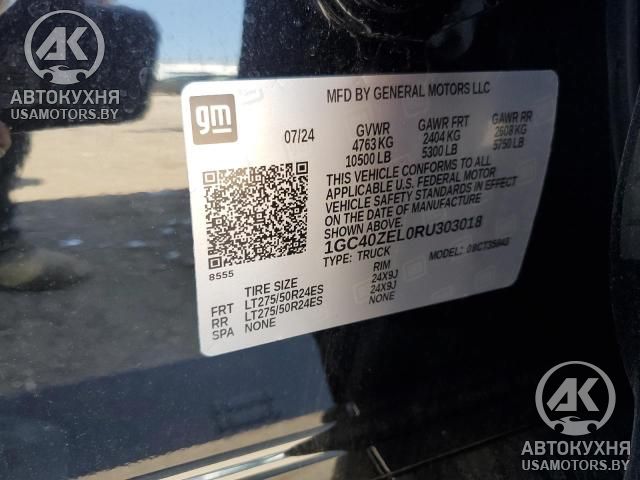 AK
АВТОКУХНЯ
USAMOTORS.BY
gm
MFD BY GENERAL MOTORS LLC
07/24 GVWR GAWR FRT GAWR RR
4763 KG 2404 KG 2608 KG
10500 LB 5300 LB 5750 LB
THIS VEHICLE CONFORMS TO ALL
APPLICABLE U.S. FEDERAL MOTOR
VEHICLE SAFETY STANDARDS IN EFFECT
ON THE DATE OF MANUFACTURE
SHOWN ABOVE.
1GC40ZEL0RU303018
TYPE: TRUCK MODEL:
8555
TIRE SIZE RIM
FRT LT275/50R24ES 24X9J
RR LT275/50R24ES 24X9J
SPA NONE NONE
AK
АВТОКУХНЯ
USAMOTORS.BY